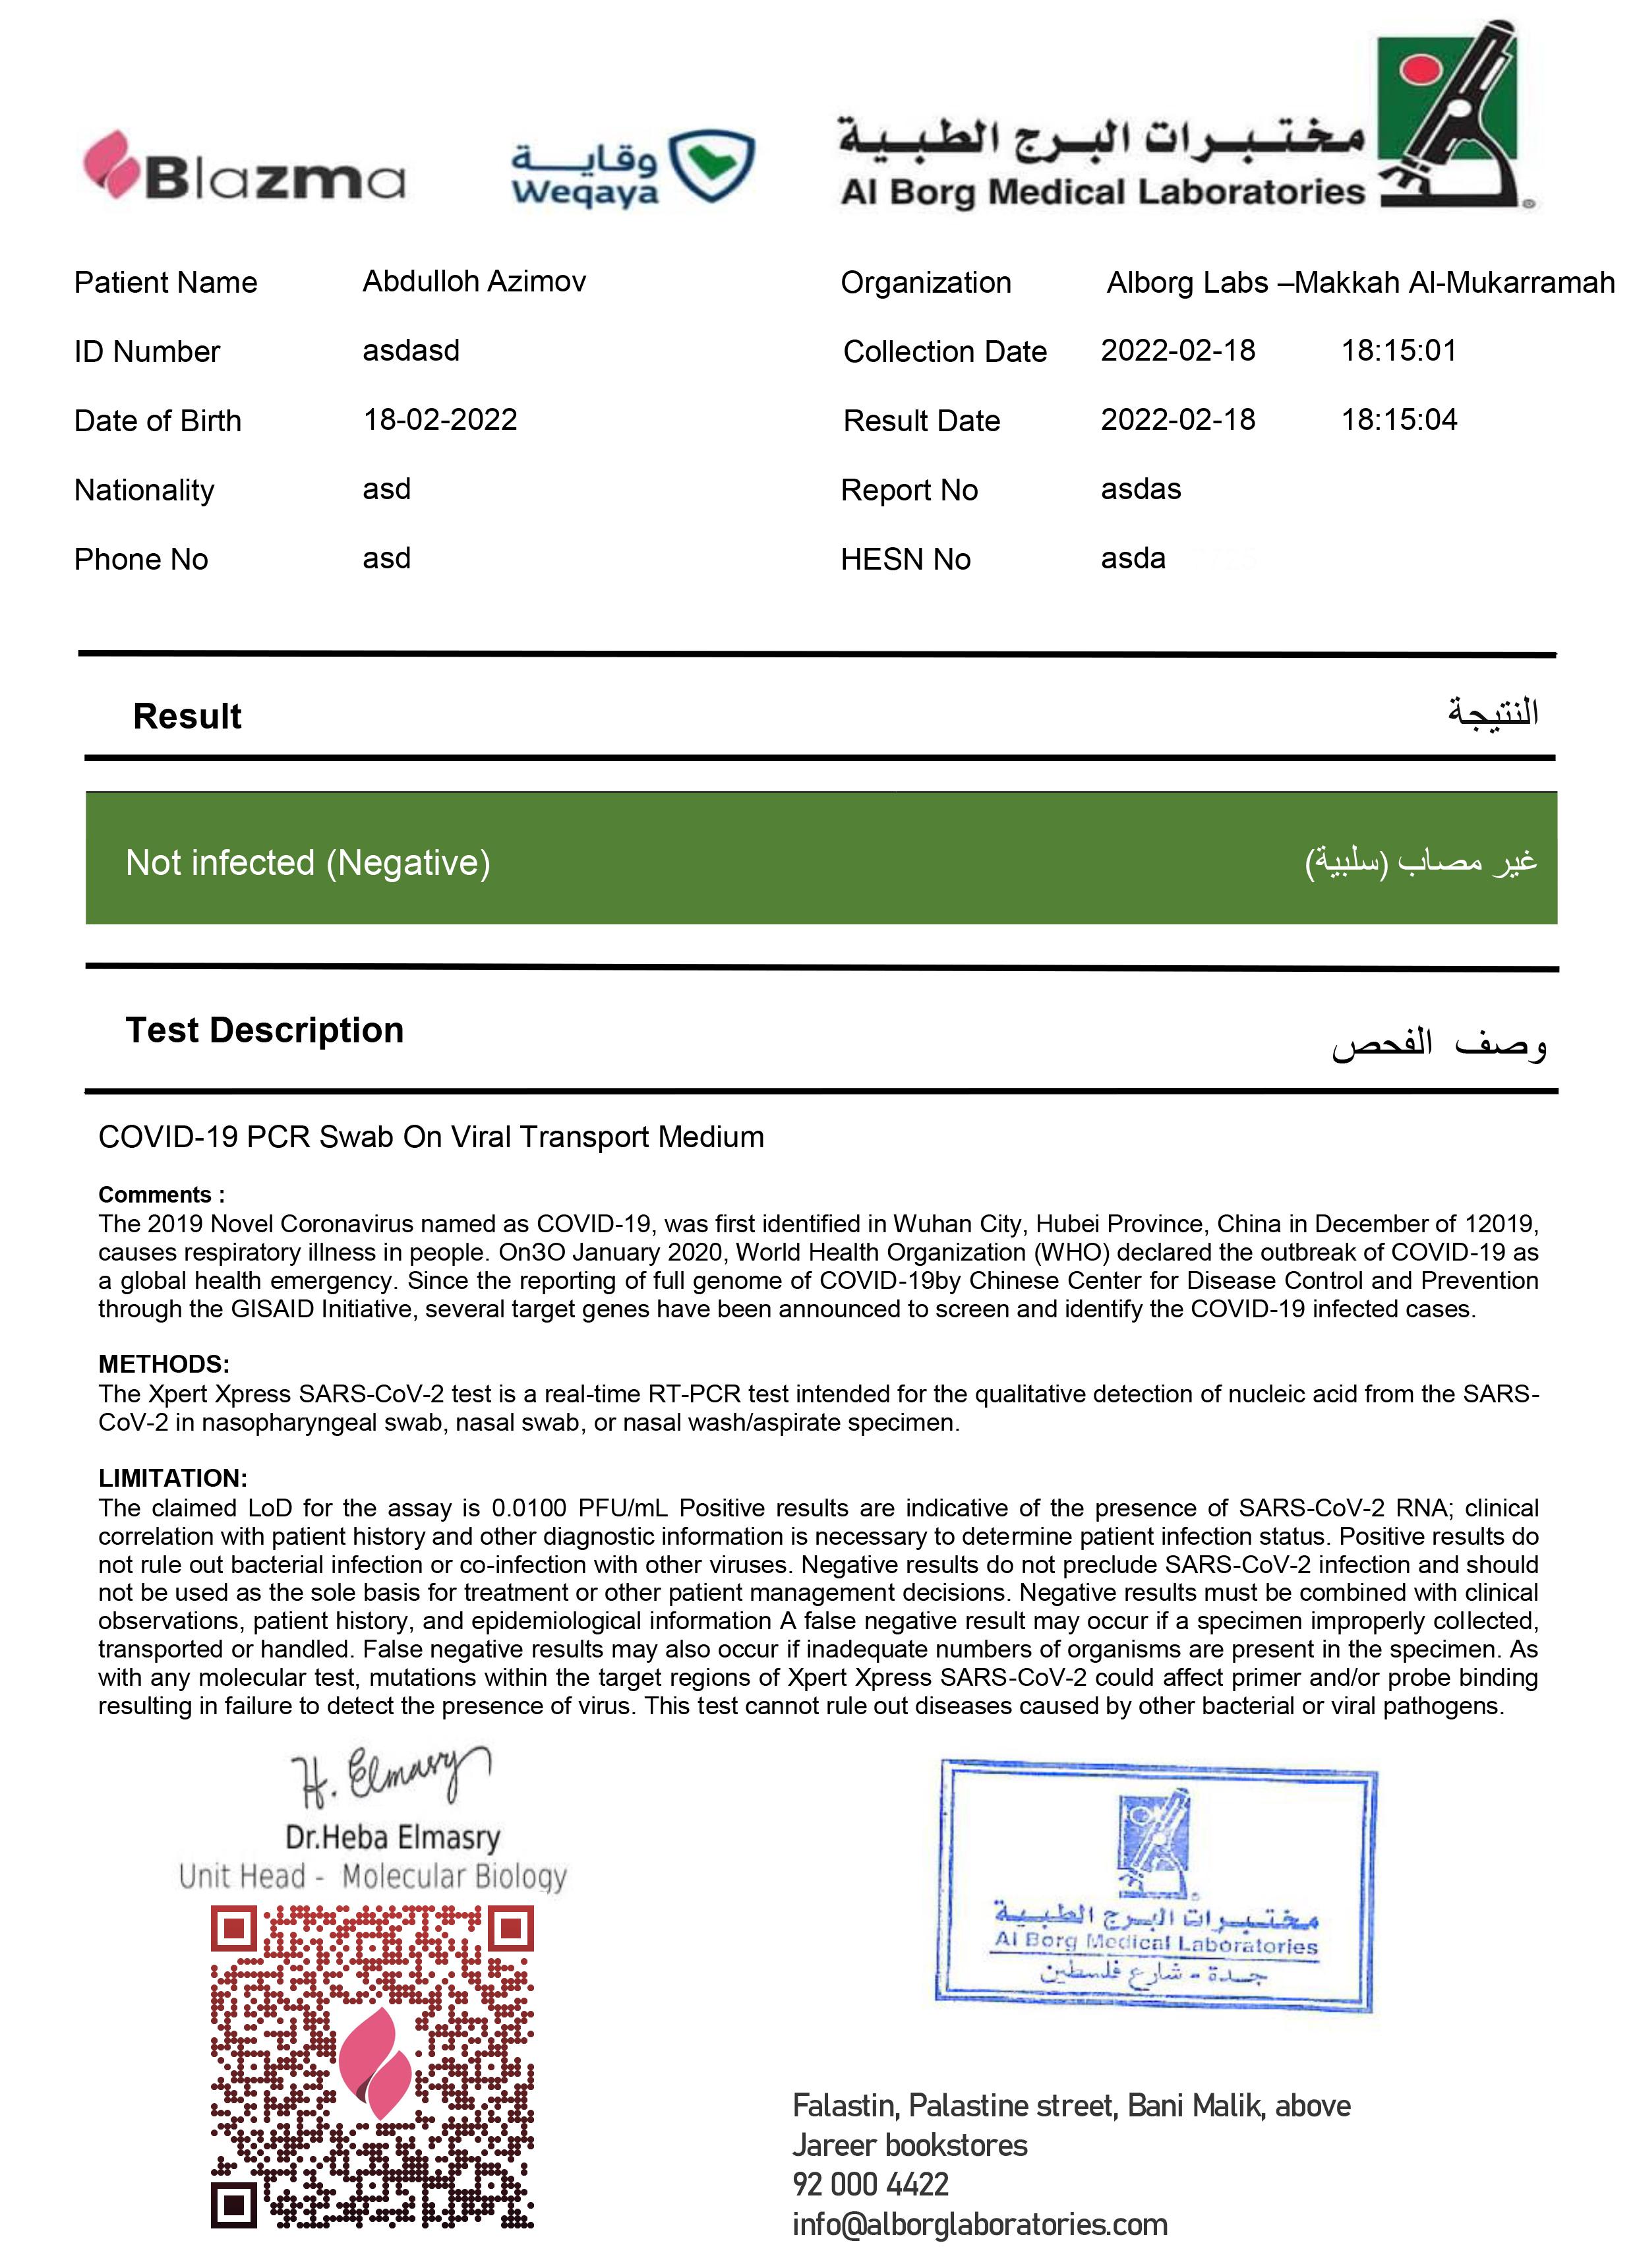 Blazma
وقاية
Weqaya
مختبرات البرج الطبية
Al Borg Medical Laboratories
®
Patient Name Abdulloh Azimov Organization Alborg Labs –Makkah Al-Mukarramah
ID Number asdasd Collection Date 2022-02-18 18:15:01
Date of Birth 18-02-2022 Result Date 2022-02-18 18:15:04
Nationality asd Report No asdas
Phone No asd HESN No asda
Result النتيجة
Not infected (Negative) غير مصاب (سلبية)
Test Description وصف الفحص
COVID-19 PCR Swab On Viral Transport Medium
Comments :
The 2019 Novel Coronavirus named as COVID-19, was first identified in Wuhan City, Hubei Province, China in December of 12019,
causes respiratory illness in people. On3O January 2020, World Health Organization (WHO) declared the outbreak of COVID-19 as
a global health emergency. Since the reporting of full genome of COVID-19by Chinese Center for Disease Control and Prevention
through the GISAID Initiative, several target genes have been announced to screen and identify the COVID-19 infected cases.
METHODS:
The Xpert Xpress SARS-CoV-2 test is a real-time RT-PCR test intended for the qualitative detection of nucleic acid from the SARS-
CoV-2 in nasopharyngeal swab, nasal swab, or nasal wash/aspirate specimen.
LIMITATION:
The claimed LoD for the assay is 0.0100 PFU/mL Positive results are indicative of the presence of SARS-CoV-2 RNA; clinical
correlation with patient history and other diagnostic information is necessary to determine patient infection status. Positive results do
not rule out bacterial infection or co-infection with other viruses. Negative results do not preclude SARS-CoV-2 infection and should
not be used as the sole basis for treatment or other patient management decisions. Negative results must be combined with clinical
observations, patient history, and epidemiological information A false negative result may occur if a specimen improperly collected,
transported or handled. False negative results may also occur if inadequate numbers of organisms are present in the specimen. As
with any molecular test, mutations within the target regions of Xpert Xpress SARS-CoV-2 could affect primer and/or probe binding
resulting in failure to detect the presence of virus. This test cannot rule out diseases caused by other bacterial or viral pathogens.
H. Elmasry
Dr.Heba Elmasry
Unit Head - Molecular Biology
مختبرات البرج الطبية
Al Borg Medical Laboratories
جدة - شارع فلسطين
Falastin, Palastine street, Bani Malik, above
Jareer bookstores
92 000 4422
info@alborglaboratories.com